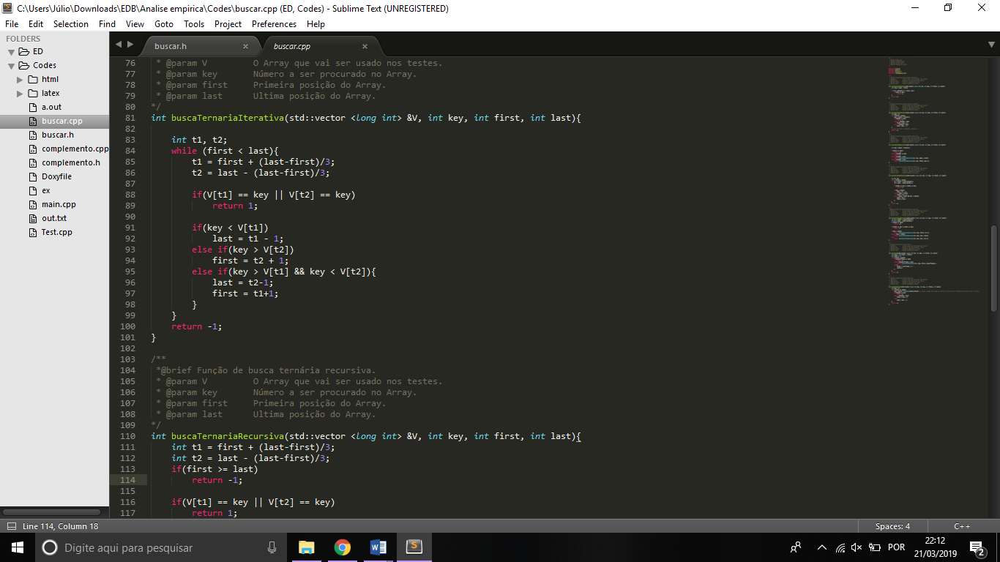 C:\Users\Júlio\Downloads\EDB\Analise empirica\Codes\buscar.cpp (ED, Codes) - Sublime Text (UNREGISTERED)
File Edit Selection Find View Goto Tools Project Preferences Help
FOLDERS
ED
Codes
html
latex
a.out
buscar.cpp
buscar.h
complemento.cpp
complemento.h
Doxyfile
ex
main.cpp
out.txt
Test.cpp
buscar.h × buscar.cpp ×
76 * @param V O Array que vai ser usado nos testes.
77 * @param key Número a ser procurado no Array.
78 * @param first Primeira posição do Array.
79 * @param last Ultima posição do Array.
80 */
81 int buscaTernariaIterativa(std::vector <long int> &V, int key, int first, int last){
82
83 int t1, t2;
84 while (first < last){
85 t1 = first + (last-first)/3;
86 t2 = last - (last-first)/3;
87
88 if(V[t1] == key || V[t2] == key)
89 return 1;
90
91 if(key < V[t1])
92 last = t1 - 1;
93 else if(key > V[t2])
94 first = t2 + 1;
95 else if(key > V[t1] && key < V[t2]){
96 last = t2-1;
97 first = t1+1;
98 }
99 }
100 return -1;
101 }
102
103 /**
104 *@brief Função de busca ternária recursiva.
105 * @param V O Array que vai ser usado nos testes.
106 * @param key Número a ser procurado no Array.
107 * @param first Primeira posição do Array.
108 * @param last Ultima posição do Array.
109 */
110 int buscaTernariaRecursiva(std::vector <long int> &V, int key, int first, int last){
111 int t1 = first + (last-first)/3;
112 int t2 = last - (last-first)/3;
113 if(first >= last)
114 return -1;
115
116 if(V[t1] == key || V[t2] == key)
117 return 1;
Line 114, Column 18 Spaces: 4 C++
Digite aqui para pesquisar
POR
22:12
21/03/2019
2